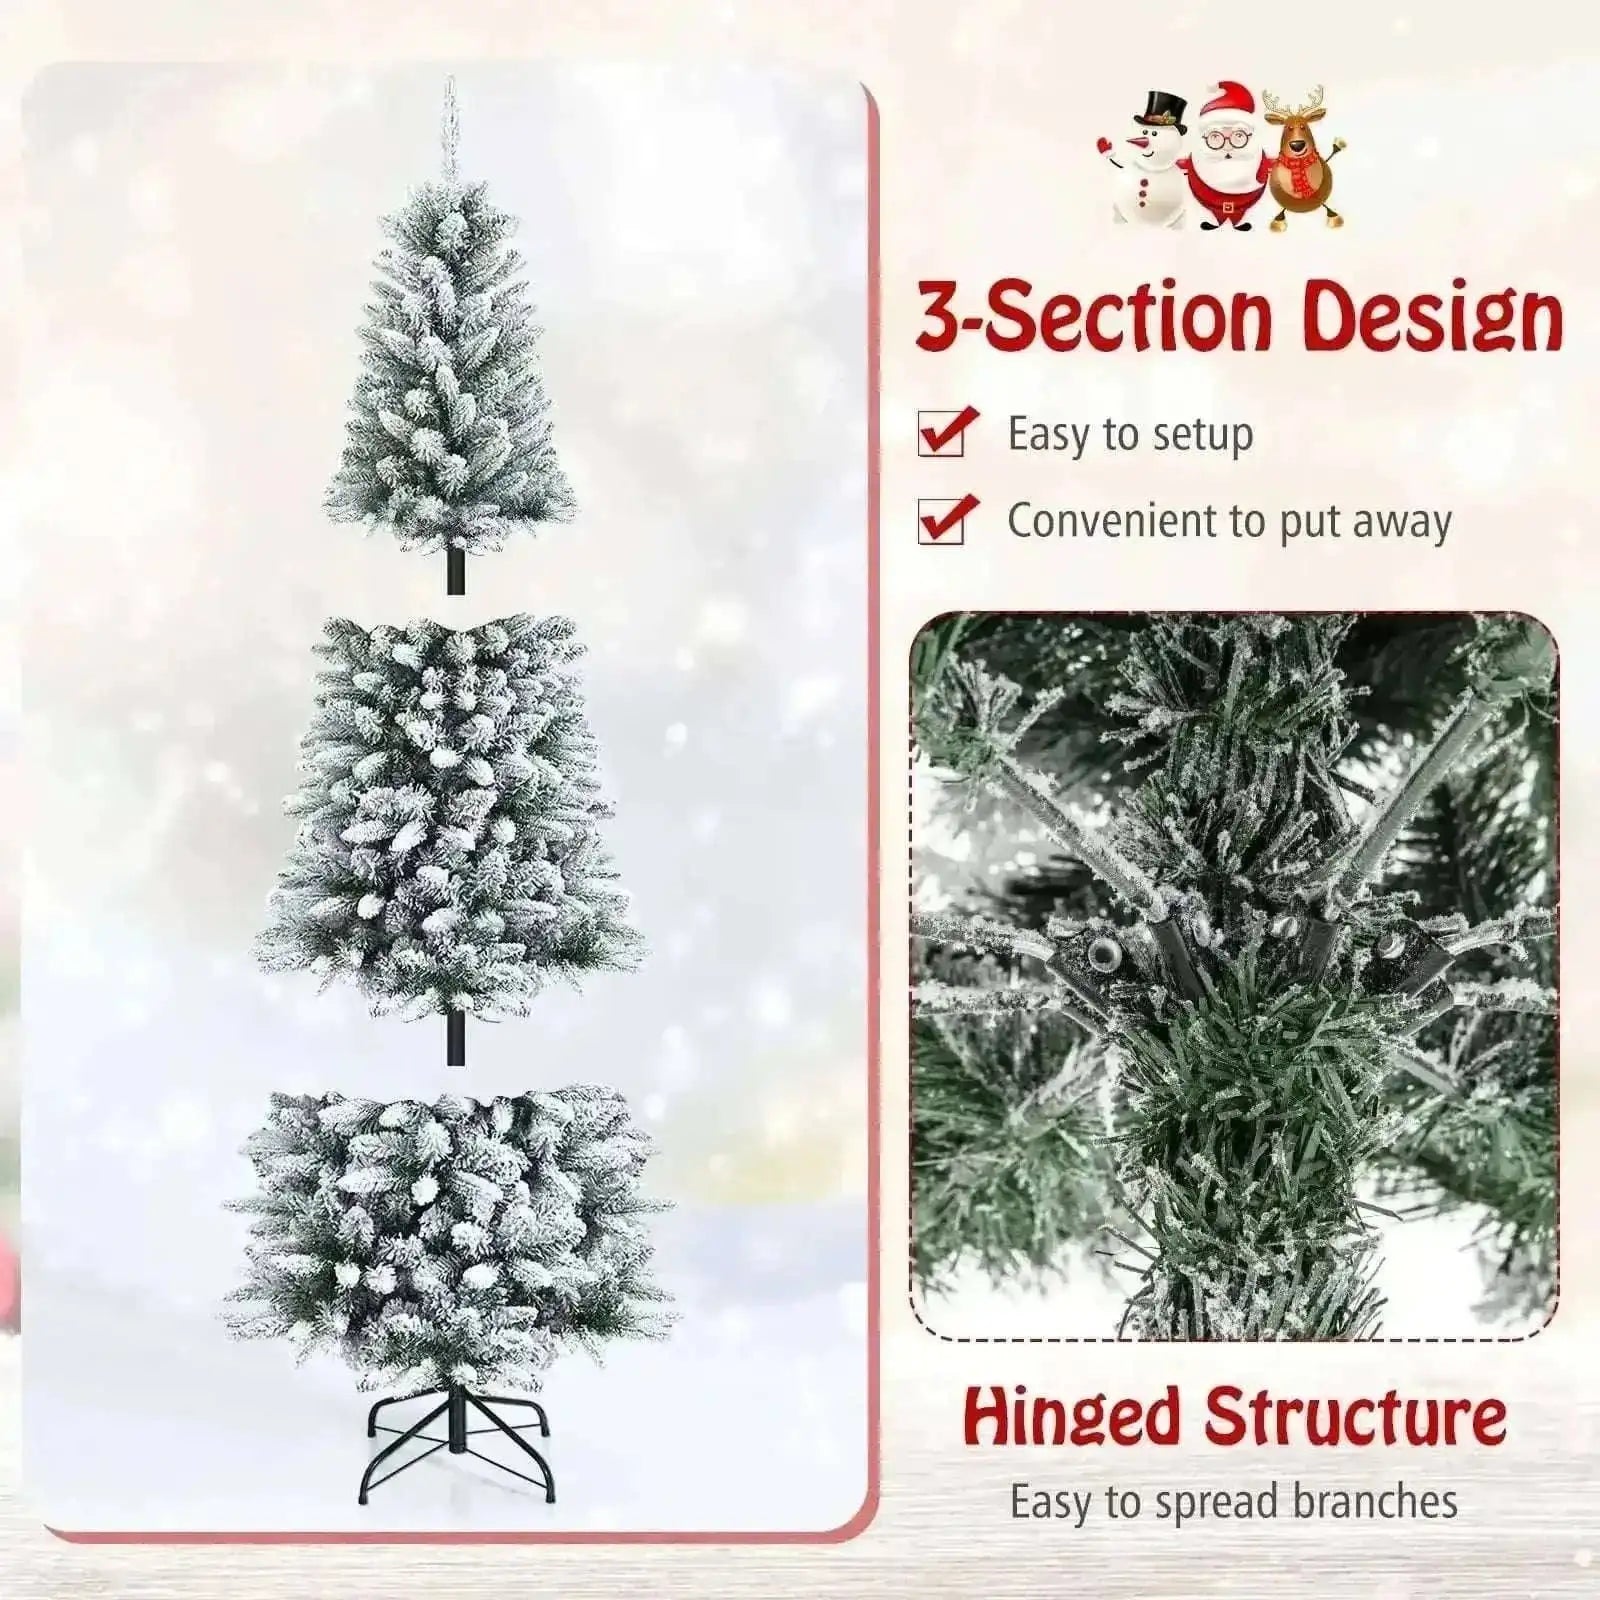 3-Section Design
Easy to setup
Convenient to put away
Hinged Structure
Easy to spread branches